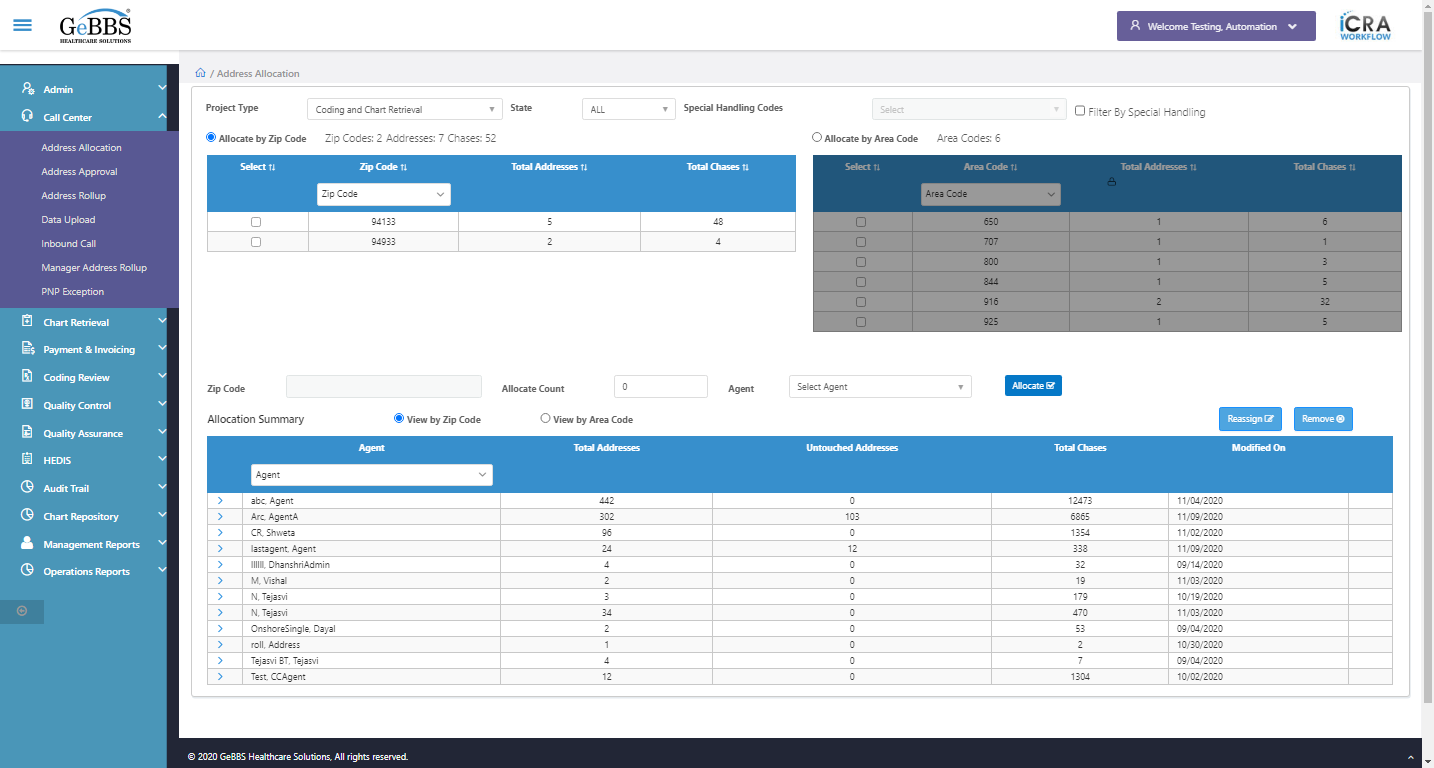 GeBBS
HEALTHCARE SOLUTIONS
Welcome Testing, Automation
iCRA
WORKFLOW
Admin
Call Center
Address Allocation
Address Approval
Address Rollup
Data Upload
Inbound Call
Manager Address Rollup
PNP Exception
Chart Retrieval
Payment & Invoicing
Coding Review
Quality Control
Quality Assurance
HEDIS
Audit Trail
Chart Repository
Management Reports
Operations Reports
/ Address Allocation
Project Type Coding and Chart Retrieval State ALL Special Handling Codes Select Filter By Special Handling
Allocate by Zip Code Zip Codes: 2 Addresses: 7 Chases: 52
Select Zip Code Total Addresses Total Chases
Zip Code
94133 5 48
94933 2 4
Allocate by Area Code Area Codes: 6
Select Area Code Total Addresses Total Chases
Area Code
650 1 6
707 1 1
800 1 3
844 1 5
916 2 32
925 1 5
Zip Code Allocate Count 0 Agent Select Agent Allocate
Allocation Summary View by Zip Code View by Area Code Reassign Remove
Agent Total Addresses Untouched Addresses Total Chases Modified On
Agent
abc, Agent 442 0 12473 11/04/2020
Arc, AgentA 302 103 6865 11/09/2020
CR, Shweta 96 0 1354 11/02/2020
lastagent, Agent 24 12 338 11/09/2020
DhanshriAdmin 4 0 32 09/14/2020
M, Vishal 2 0 19 11/03/2020
N, Tejasvi 3 0 179 10/19/2020
N, Tejasvi 34 0 470 11/03/2020
OnshoreSingle, Dayal 2 0 53 09/04/2020
roll, Address 1 0 2 10/30/2020
Tejasvi BT, Tejasvi 4 0 7 09/04/2020
Test, CCAgent 12 0 1304 10/02/2020
© 2020 GeBBS Healthcare Solutions, All rights reserved.